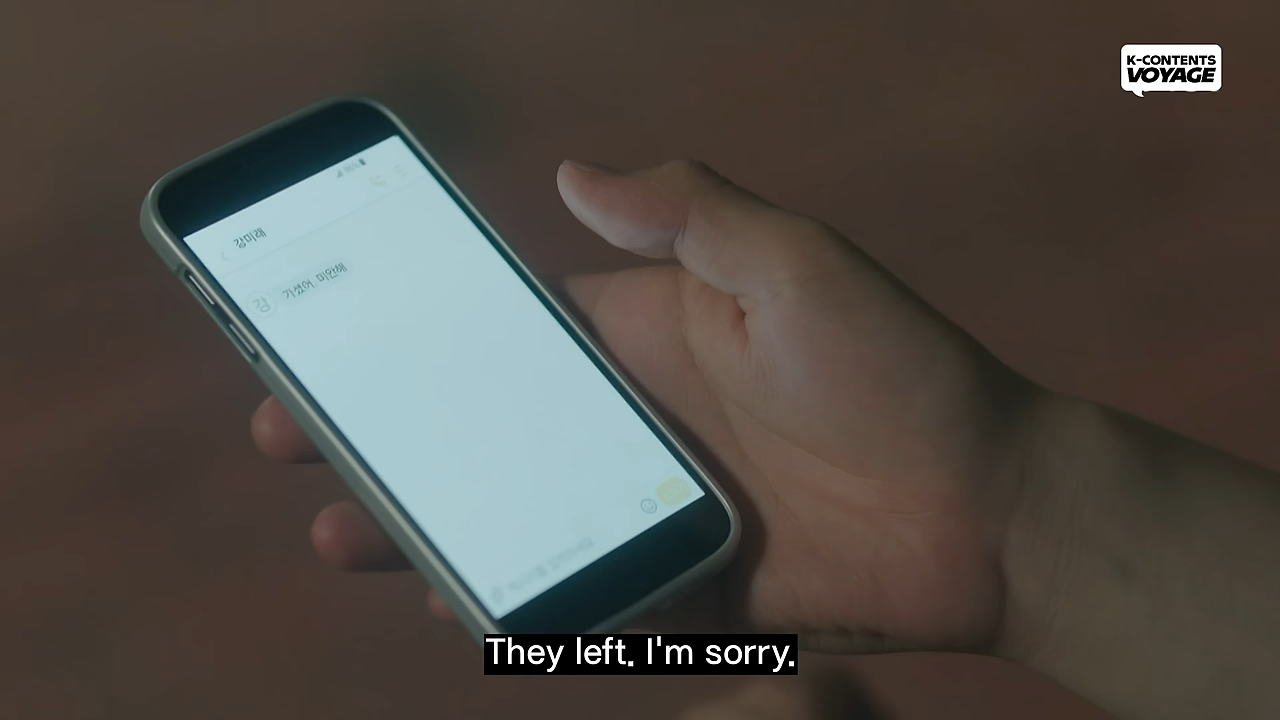 K-CONTENTS
VOYAGE
강미래
강
가셨어 미안해
They left. I'm sorry.